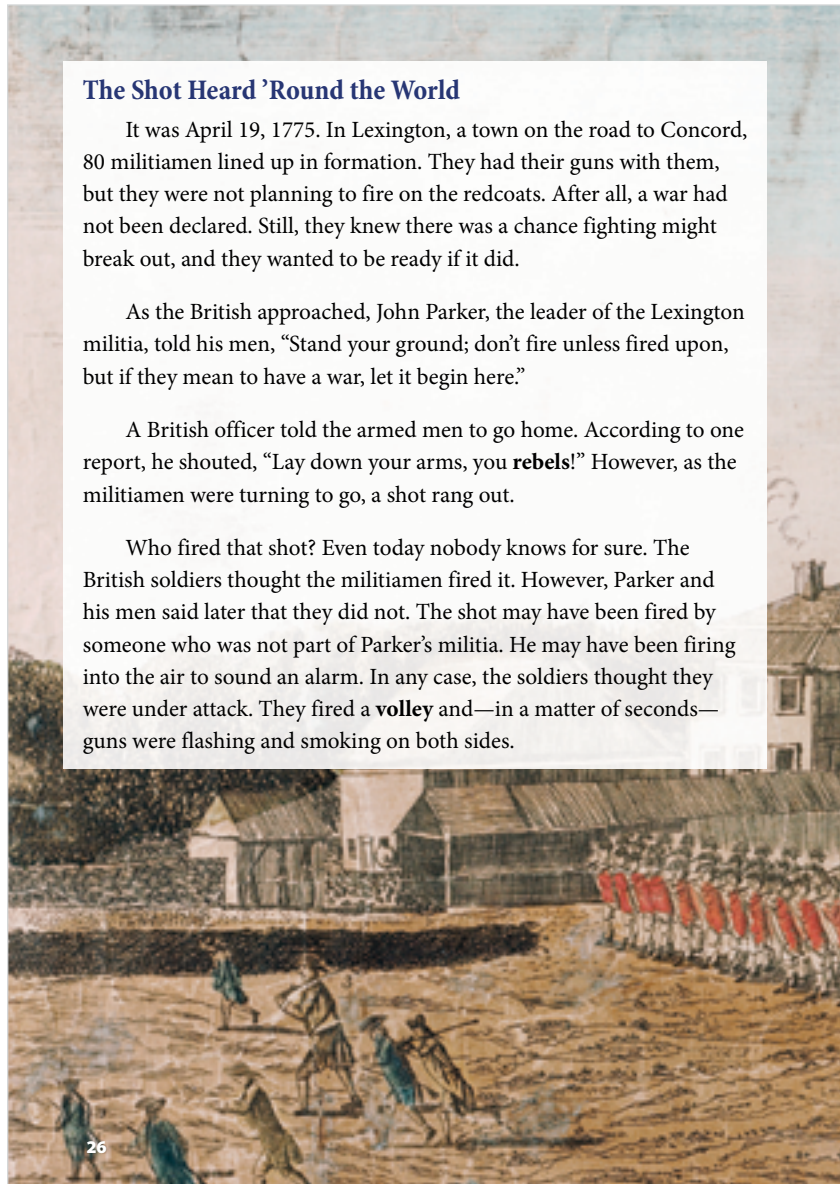 The Shot Heard ’Round the World
It was April 19, 1775. In Lexington, a town on the road to Concord,
80 militiamen lined up in formation. They had their guns with them,
but they were not planning to fire on the redcoats. After all, a war had
not been declared. Still, they knew there was a chance fighting might
break out, and they wanted to be ready if it did.
As the British approached, John Parker, the leader of the Lexington
militia, told his men, “Stand your ground; don’t fire unless fired upon,
but if they mean to have a war, let it begin here.”
A British officer told the armed men to go home. According to one
report, he shouted, “Lay down your arms, you rebels!” However, as the
militiamen were turning to go, a shot rang out.
Who fired that shot? Even today nobody knows for sure. The
British soldiers thought the militiamen fired it. However, Parker and
his men said later that they did not. The shot may have been fired by
someone who was not part of Parker’s militia. He may have been firing
into the air to sound an alarm. In any case, the soldiers thought they
were under attack. They fired a volley and—in a matter of seconds—
guns were flashing and smoking on both sides.
26